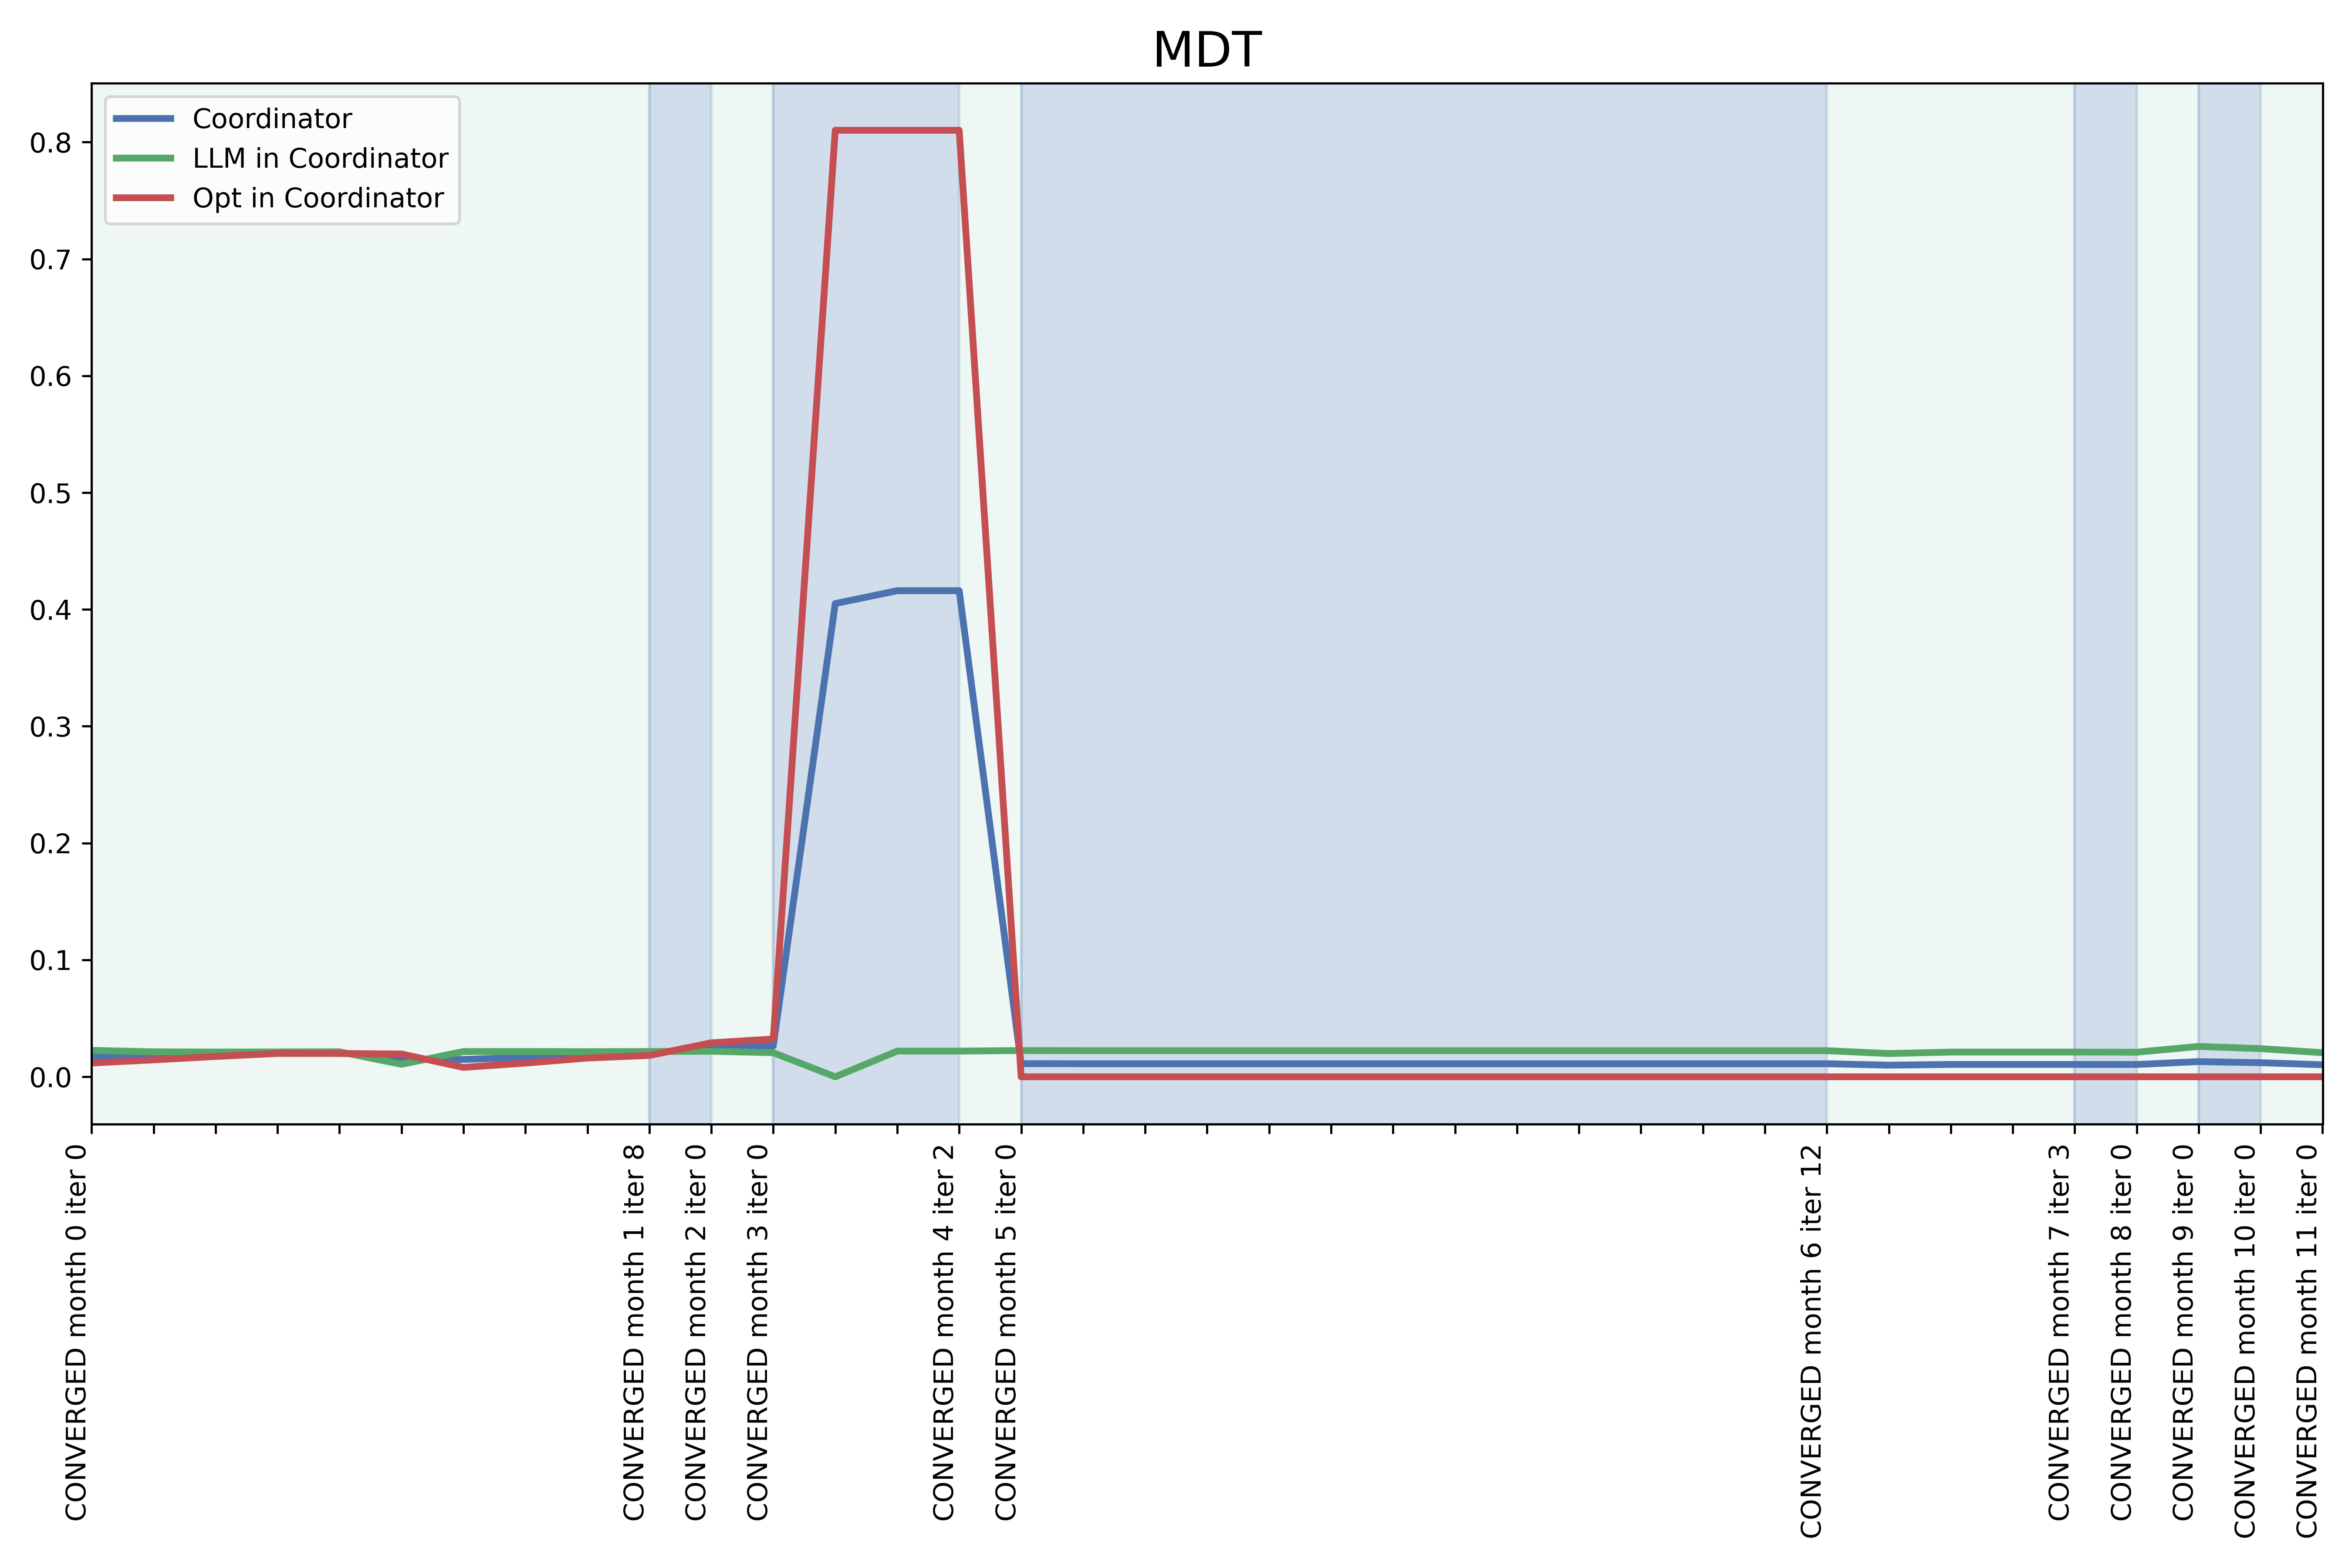 MDT
Coordinator
LLM in Coordinator
Opt in Coordinator
0.8
0.7
0.6
0.5
0.4
0.3
0.2
0.1
0.0
CONVERGED month 0 iter 0
CONVERGED month 1 iter 8
CONVERGED month 2 iter 0
CONVERGED month 3 iter 0
CONVERGED month 4 iter 2
CONVERGED month 5 iter 0
CONVERGED month 6 iter 12
CONVERGED month 7 iter 3
CONVERGED month 8 iter 0
CONVERGED month 9 iter 0
CONVERGED month 10 iter 0
CONVERGED month 11 iter 0